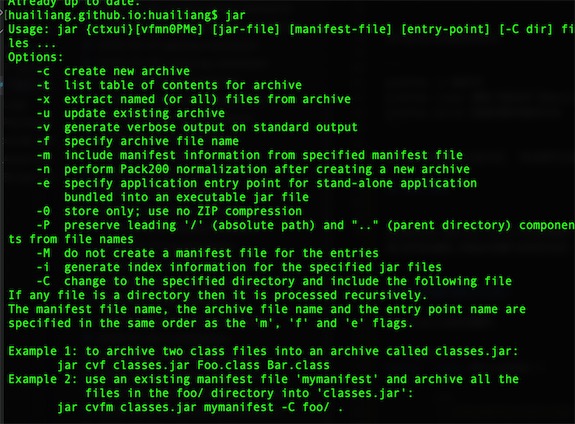 Already up to date.
[huailiang.github.io:huailiang$ jar
Usage: jar {ctxui}[vfmn0PMe] [jar-file] [manifest-file] [entry-point] [-C dir] fi
les ...
Options:
    -c  create new archive
    -t  list table of contents for archive
    -x  extract named (or all) files from archive
    -u  update existing archive
    -v  generate verbose output on standard output
    -f  specify archive file name
    -m  include manifest information from specified manifest file
    -n  perform Pack200 normalization after creating a new archive
    -e  specify application entry point for stand-alone application
        bundled into an executable jar file
    -0  store only; use no ZIP compression
    -P  preserve leading '/' (absolute path) and ".." (parent directory) componen
ts from file names
    -M  do not create a manifest file for the entries
    -i  generate index information for the specified jar files
    -C  change to the specified directory and include the following file
If any file is a directory then it is processed recursively.
The manifest file name, the archive file name and the entry point name are
specified in the same order as the 'm', 'f' and 'e' flags.

Example 1: to archive two class files into an archive called classes.jar:
       jar cvf classes.jar Foo.class Bar.class
Example 2: use an existing manifest file 'mymanifest' and archive all the
           files in the foo/ directory into 'classes.jar':
       jar cvfm classes.jar mymanifest -C foo/ .